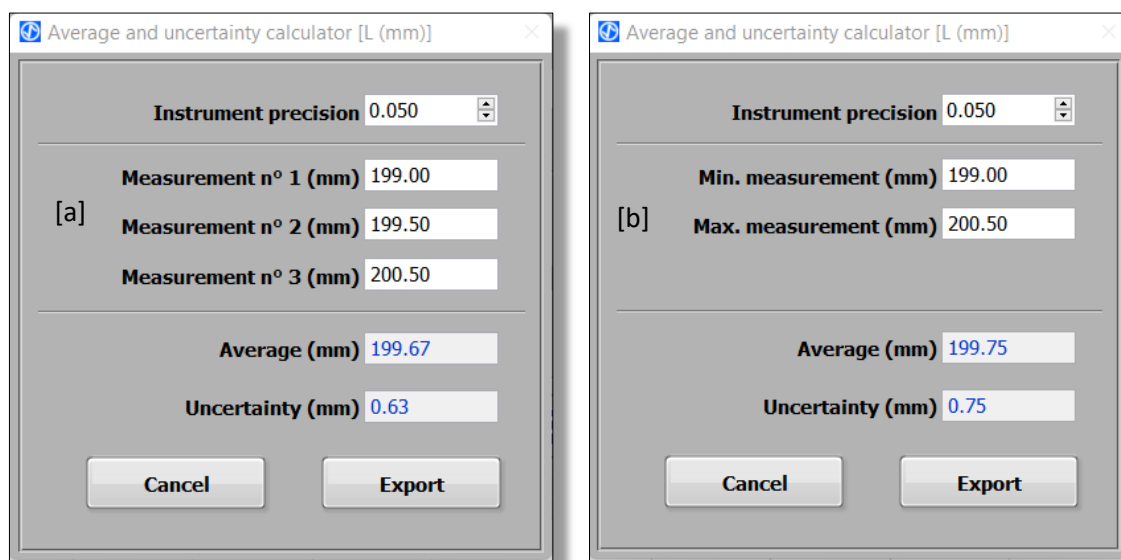 Average and uncertainty calculator [L (mm)]
Instrument precision 0.050
[a]
Measurement nº 1 (mm) 199.00
Measurement nº 2 (mm) 199.50
Measurement nº 3 (mm) 200.50
Average (mm) 199.67
Uncertainty (mm) 0.63
Cancel Export
Average and uncertainty calculator [L (mm)]
Instrument precision 0.050
[b]
Min. measurement (mm) 199.00
Max. measurement (mm) 200.50
Average (mm) 199.75
Uncertainty (mm) 0.75
Cancel Export